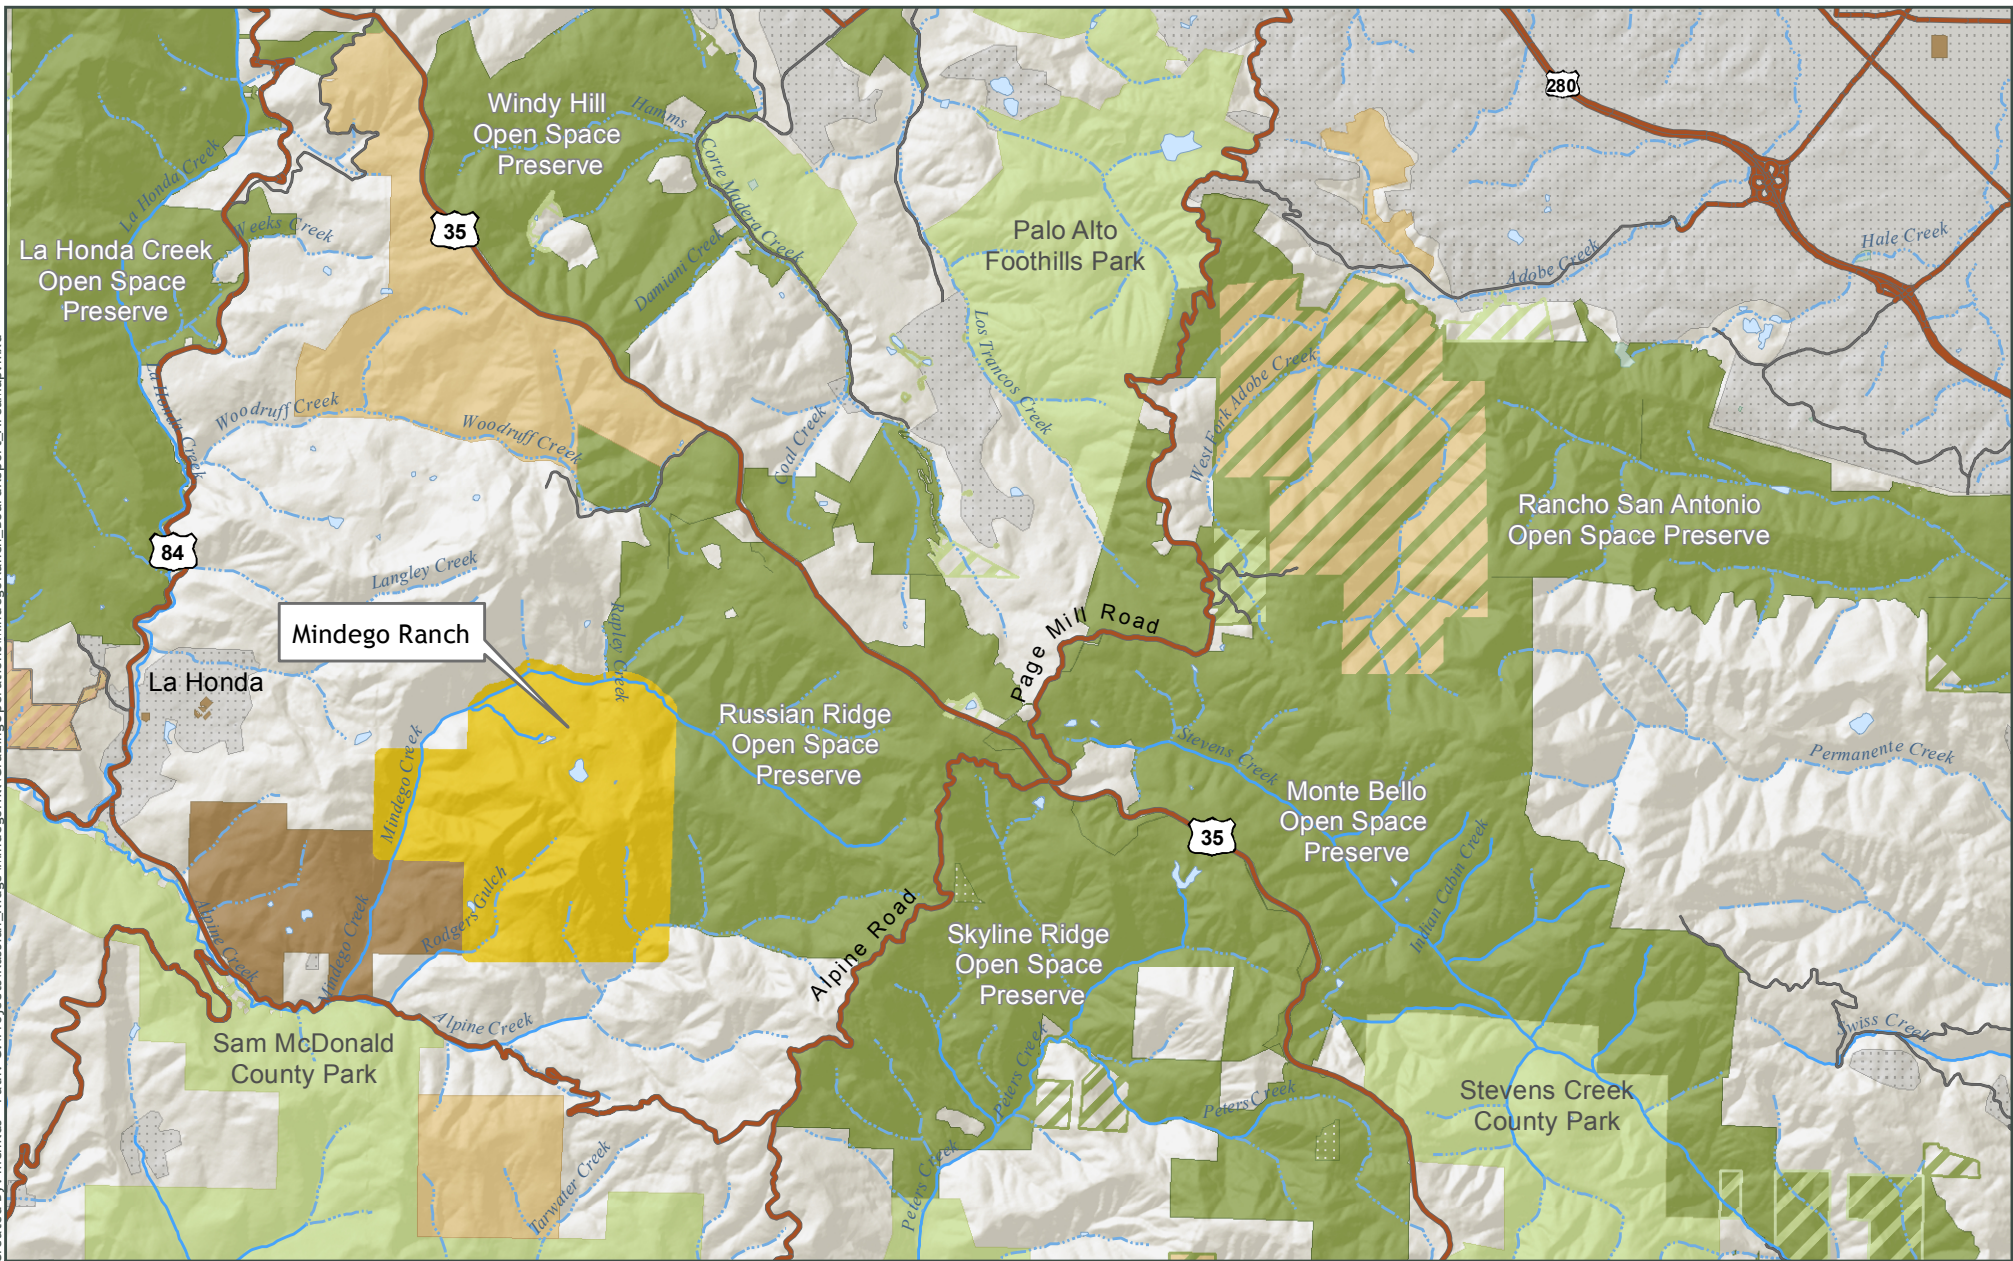 280
Windy Hill
Open Space
Preserve
Hamms
Corte Madera Creek
La Honda Creek
Weeks Creek
35
La Honda Creek
Open Space
Preserve
Damiani Creek
Palo Alto
Foothills Park
Hale Creek
Adobe Creek
Los Trancos Creek
West Fork Adobe Creek
La Honda Creek
Woodruff Creek
Woodruff Creek
Coal Creek
Rancho San Antonio
Open Space Preserve
84
Langley Creek
Mindego Ranch
Rapley Creek
Page Mill Road
La Honda
Russian Ridge
Open Space
Preserve
Stevens Creek
Permanente Creek
Mindego Creek
Monte Bello
Open Space
Preserve
35
Indian Cabin Creek
Rodgers Gulch
Mindego Creek
Alpine Creek
Alpine Road
Skyline Ridge
Open Space
Preserve
Alpine Creek
Sam McDonald
County Park
Peters Creek
Peters Creek
Swiss Creek
Stevens Creek
County Park
Tarwater Creek
Peters Creek